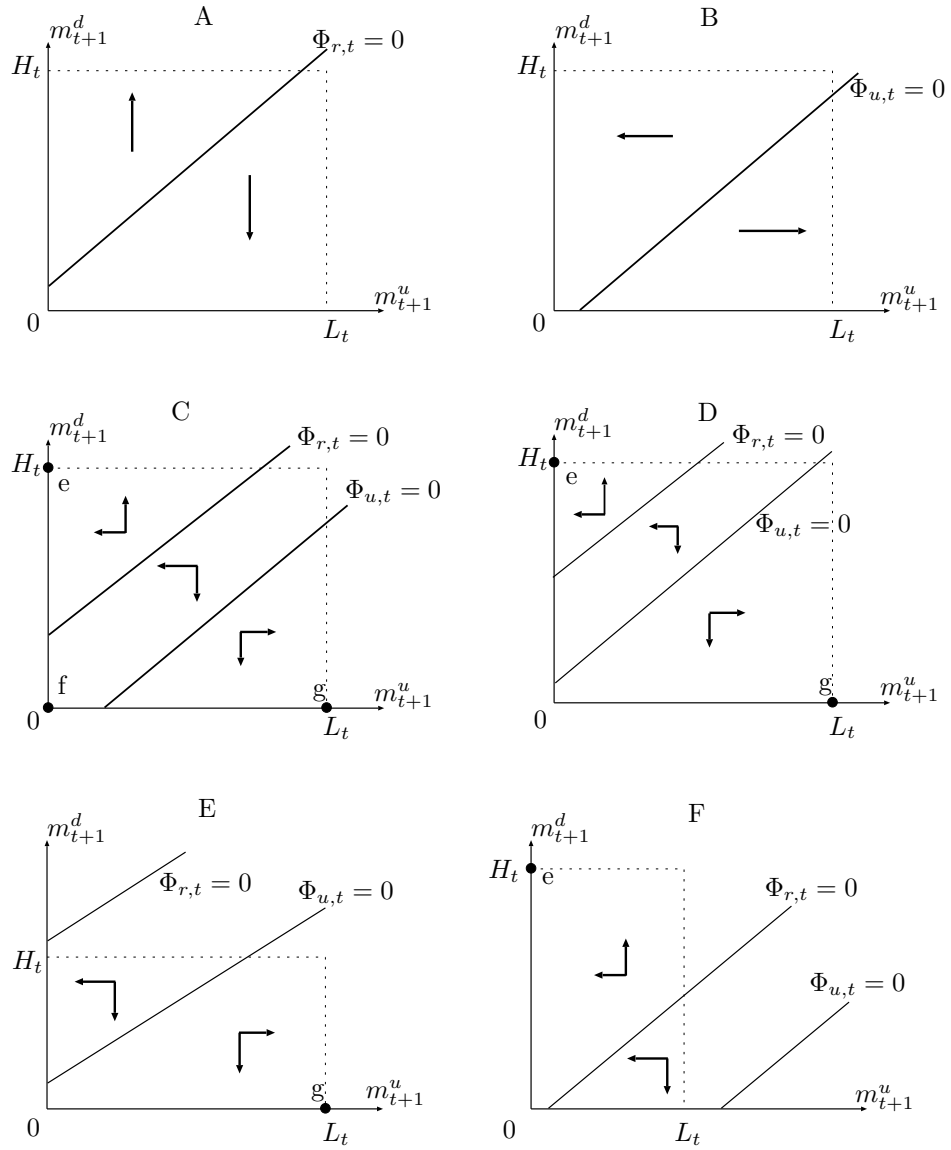 A
m^d_{t+1}
Φ_{r,t} = 0
H_t
m^u_{t+1}
0
L_t
B
m^d_{t+1}
H_t
Φ_{u,t} = 0
m^u_{t+1}
0
L_t
C
m^d_{t+1}
Φ_{r,t} = 0
H_t
e
Φ_{u,t} = 0
f
g
m^u_{t+1}
0
L_t
D
m^d_{t+1}
Φ_{r,t} = 0
H_t
e
Φ_{u,t} = 0
g
m^u_{t+1}
0
L_t
E
m^d_{t+1}
Φ_{r,t} = 0
Φ_{u,t} = 0
H_t
g
m^u_{t+1}
0
L_t
F
m^d_{t+1}
H_t
e
Φ_{r,t} = 0
Φ_{u,t} = 0
m^u_{t+1}
0
L_t